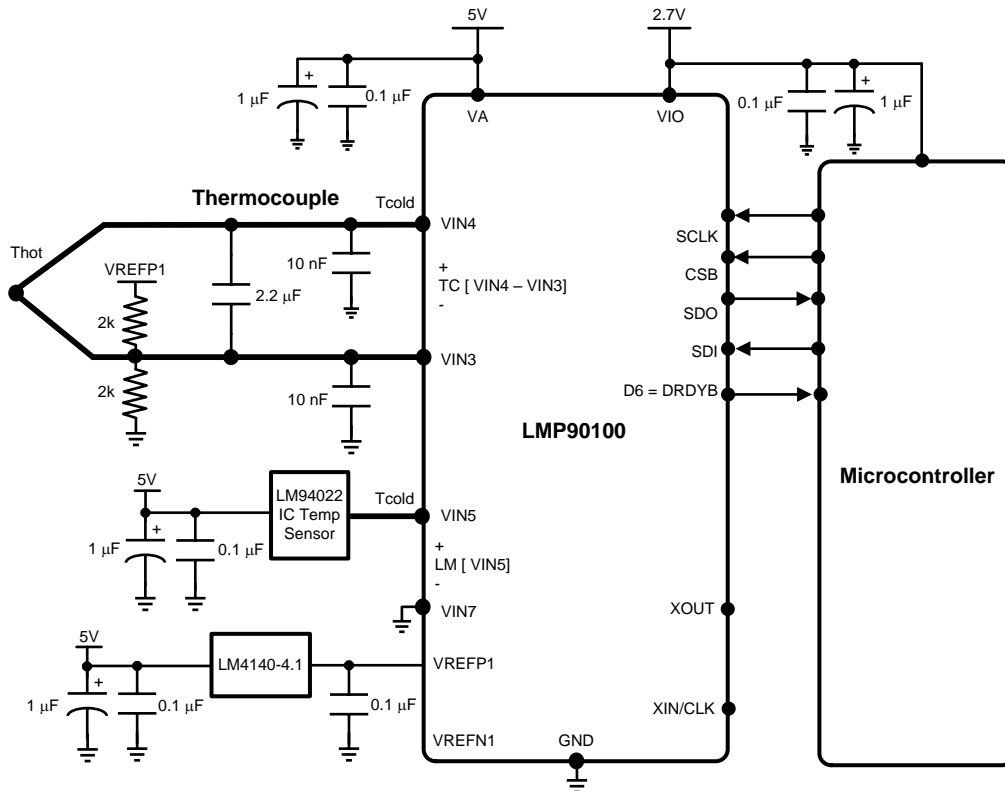 5V
2.7V
+
1 μF
0.1 μF
VA
VIO
0.1 μF
+
1 μF
Thermocouple
Tcold
VIN4
Thot
VREFP1
2k
2k
2.2 μF
10 nF
+
TC [ VIN4 – VIN3]
-
VIN3
10 nF
SCLK
CSB
SDO
SDI
D6 = DRDYB
LMP90100
Microcontroller
5V
+
1 μF
0.1 μF
LM94022
IC Temp
Sensor
Tcold
VIN5
+
LM [ VIN5]
-
VIN7
XOUT
5V
+
1 μF
0.1 μF
LM4140-4.1
0.1 μF
VREFP1
XIN/CLK
VREFN1
GND